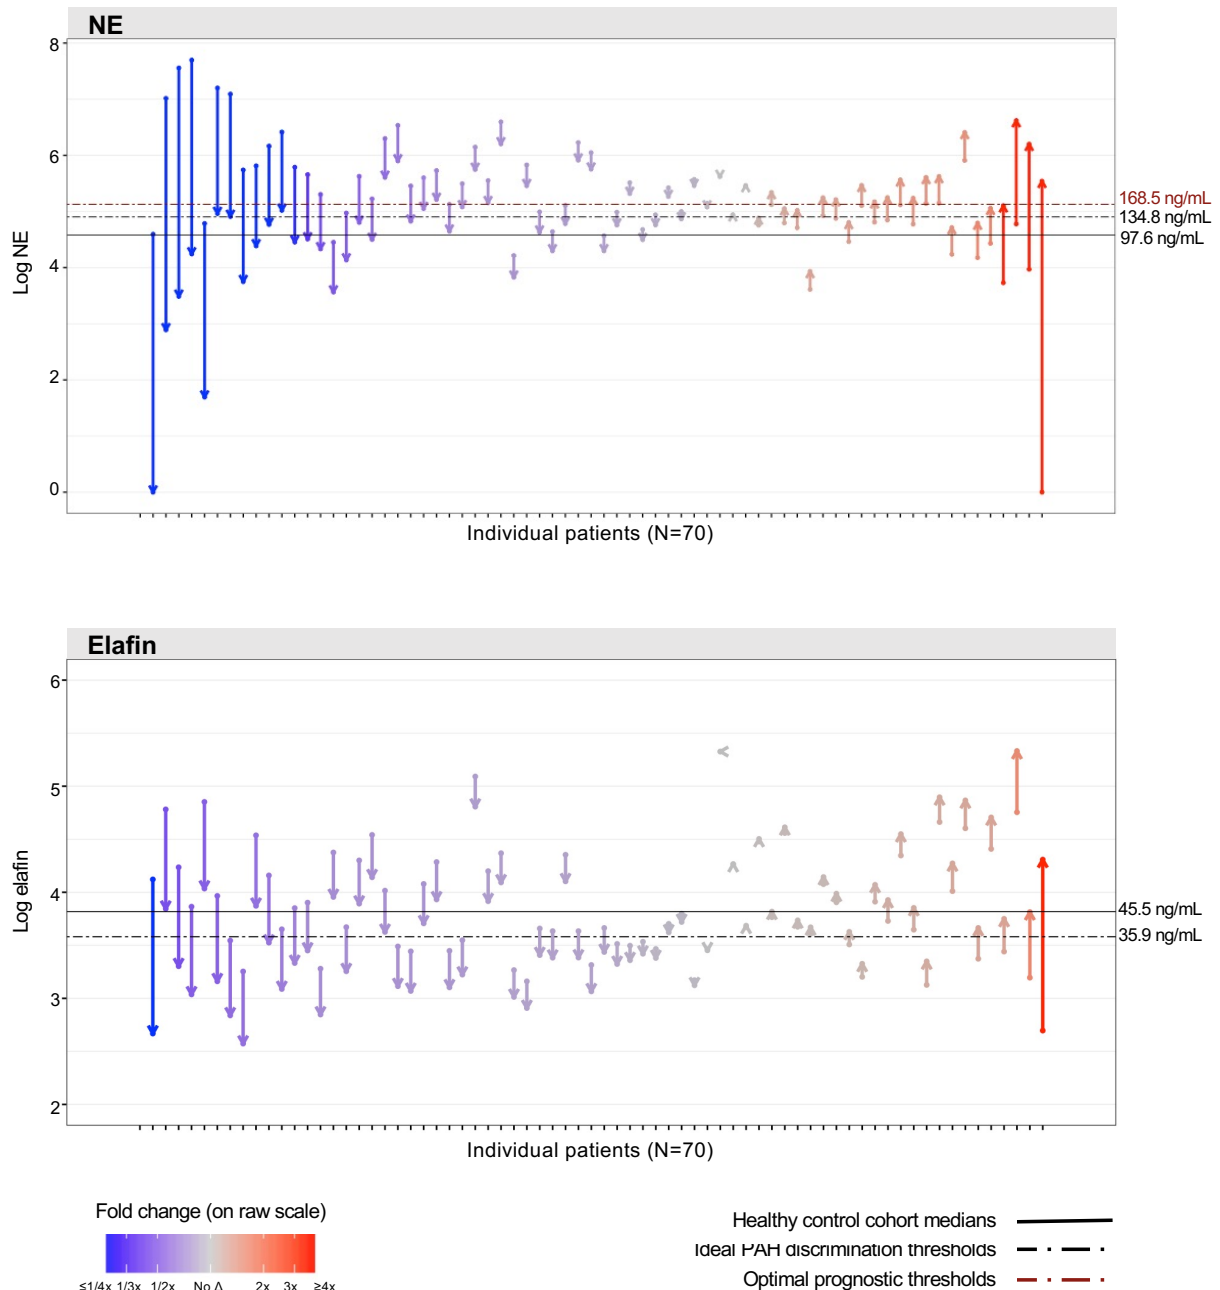 NE
8
6
4
2
0
Log NE
168.5 ng/mL
134.8 ng/mL
97.6 ng/mL
Individual patients (N=70)
Elafin
6
5
4
3
2
Log elafin
45.5 ng/mL
35.9 ng/mL
Individual patients (N=70)
Fold change (on raw scale)
≤1/4x 1/3x 1/2x No Δ 2x 3x ≥4x
Healthy control cohort medians
Ideal PAH discrimination thresholds
Optimal prognostic thresholds